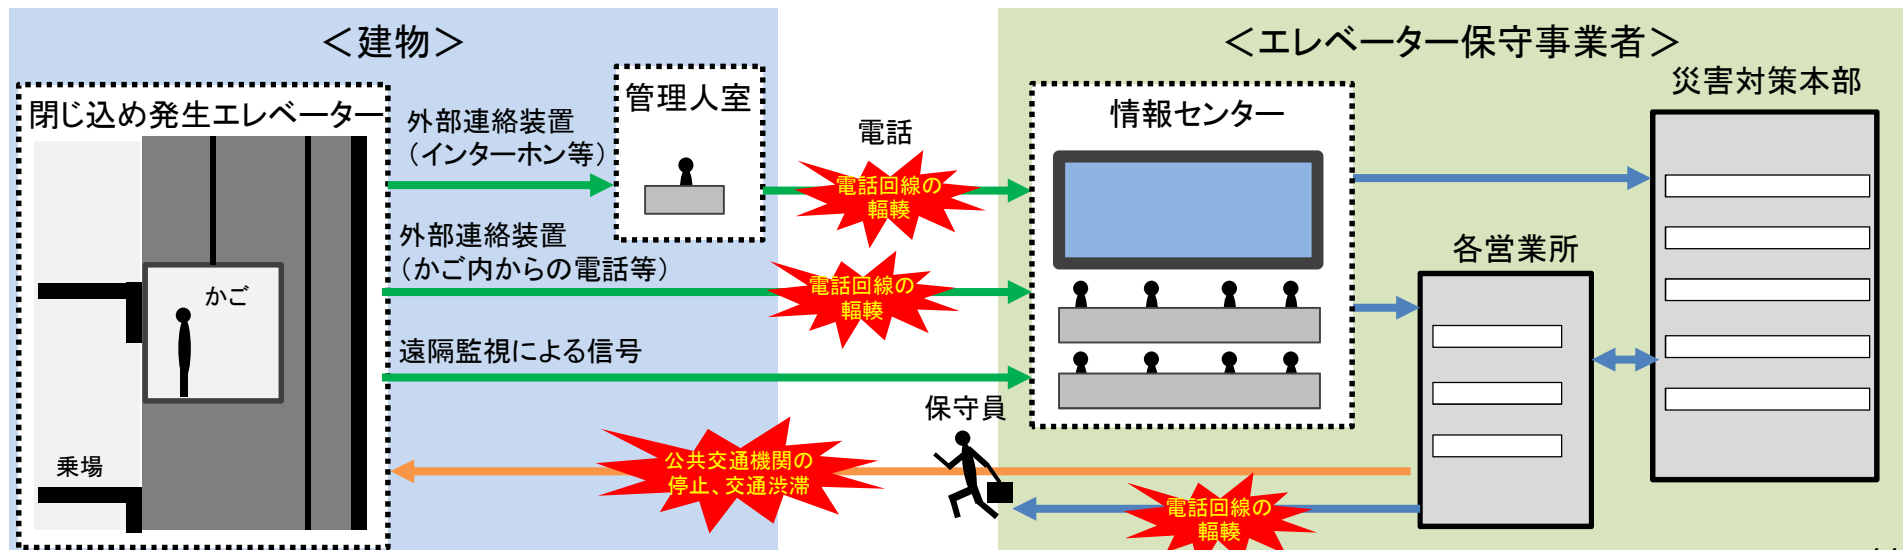 ＜建物＞
閉じ込め発生エレベーター
かご
乗場
外部連絡装置
（インターホン等）
管理人室
外部連絡装置
（かご内からの電話等）
遠隔監視による信号
電話
電話回線の
輻輳
電話回線の
輻輳
公共交通機関の
停止、交通渋滞
保守員
＜エレベーター保守事業者＞
情報センター
災害対策本部
各営業所
電話回線の
輻輳